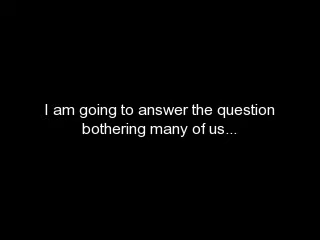 I am going to answer the question
bothering many of us...